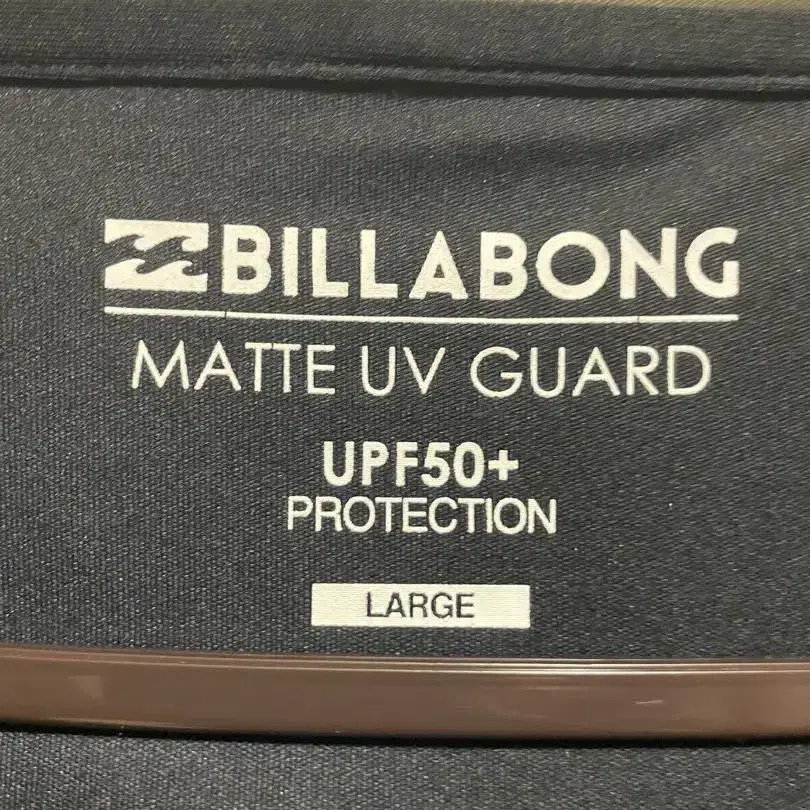 BILLABONG
MATTE UV GUARD
UPF50+
PROTECTION
LARGE